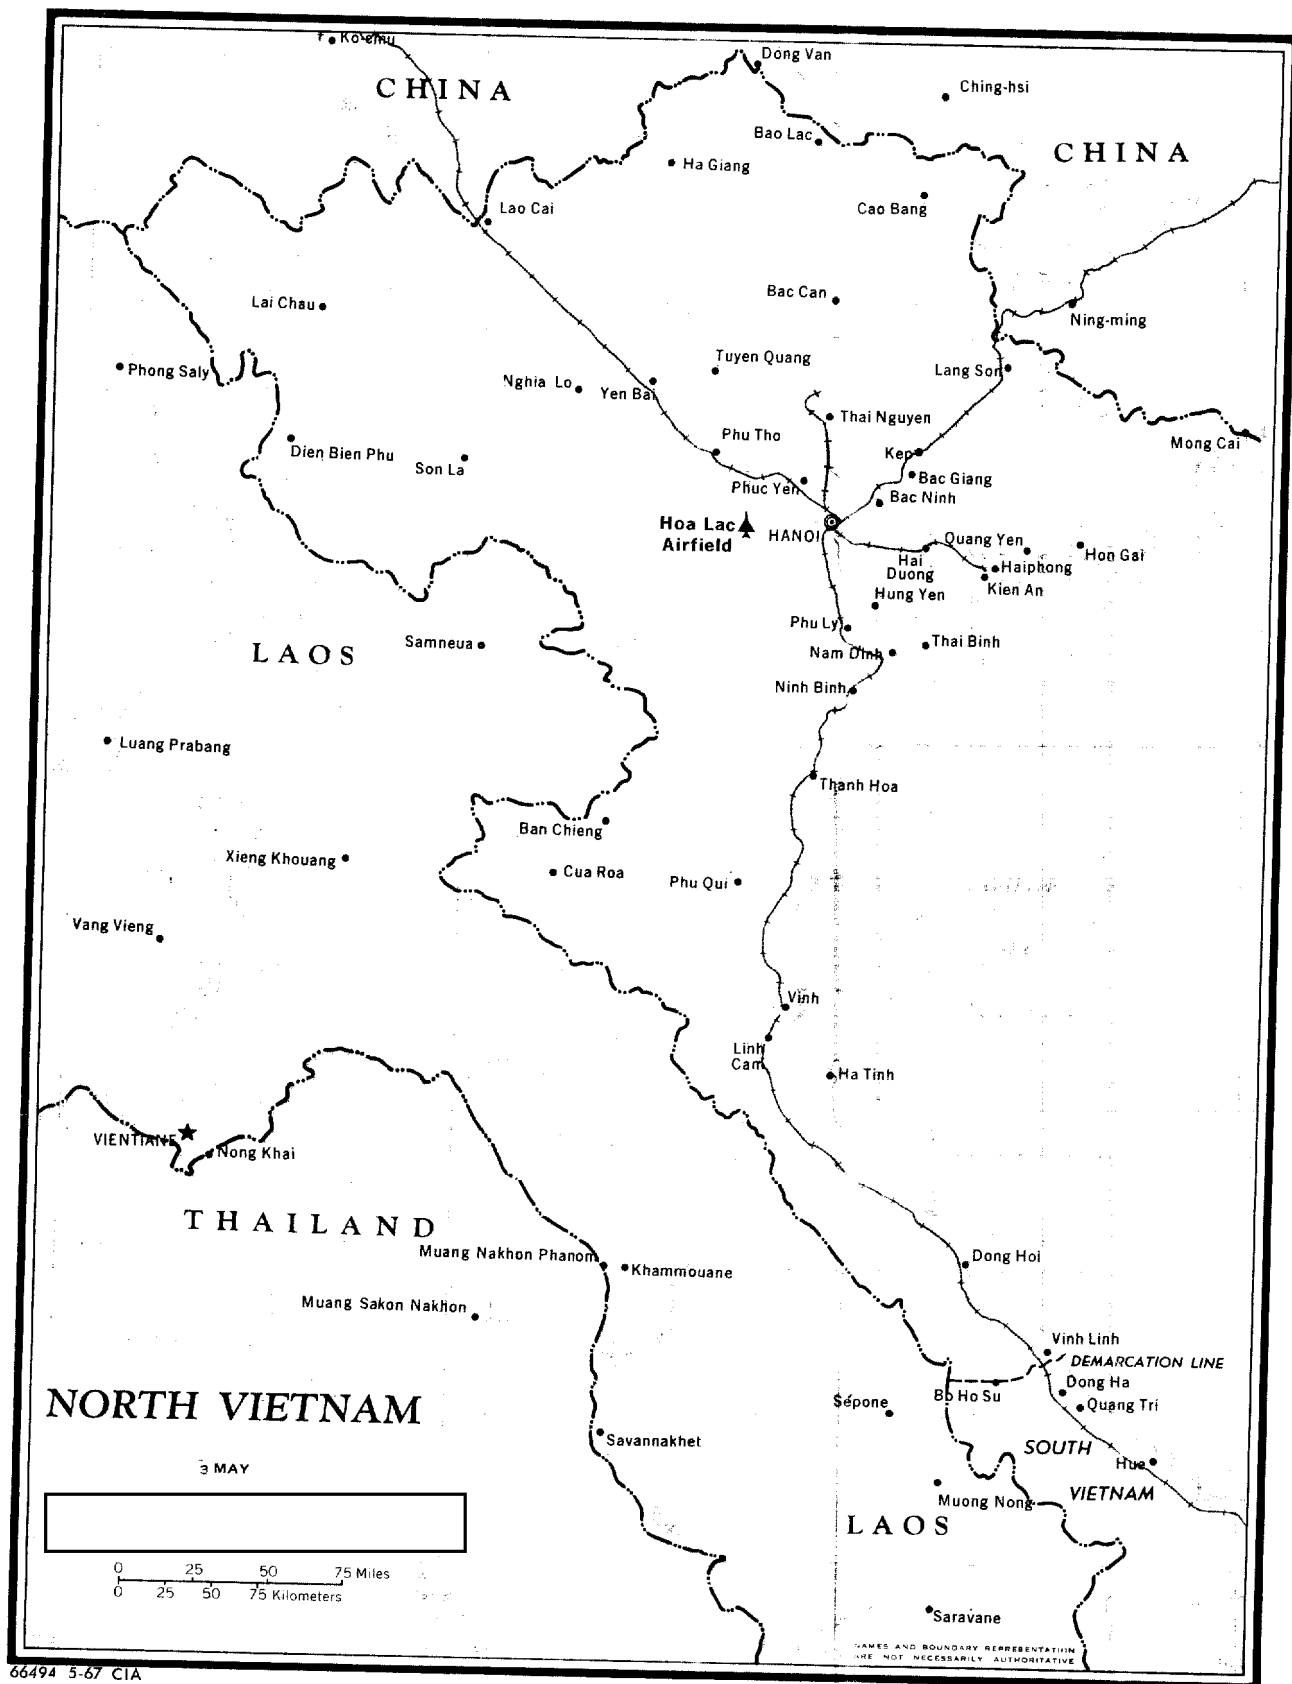 Ko-chiu
CHINA
Dong Van
Ching-hsi
Bao Lac
CHINA
Ha Giang
Cao Bang
Lao Cai
Bac Can
Lai Chau
Ning-ming
Tuyen Quang
Phong Saly
Nghia Lo
Yen Bai
Lang Son
Thai Nguyen
Mong Cai
Phu Tho
Dien Bien Phu
Son La
Kep
Bac Giang
Phuc Yen
Bac Ninh
Hoa Lac
Airfield
HANOI
Quang Yen
Hon Gai
Hai
Duong
Haiphong
Kien An
Hung Yen
Phu Ly
LAOS
Samneua
Nam Dinh
Thai Binh
Ninh Binh
Luang Prabang
Thanh Hoa
Ban Chieng
Xieng Khouang
Cua Roa
Phu Qui
Vang Vieng
Vinh
Linh
Cam
Ha Tinh
VIENTIANE
Nong Khai
THAILAND
Muang Nakhon Phanom
Khammouane
Dong Hoi
Muang Sakon Nakhon
Vinh Linh
DEMARCATION LINE
Dong Ha
Bo Ho Su
Sépone
Quang Tri
NORTH VIETNAM
Savannakhet
SOUTH
VIETNAM
Hue
3 MAY
Muong Nong
LAOS
0 25 50 75 Miles
0 25 50 75 Kilometers
Saravane
NAMES AND BOUNDARY REPRESENTATION
ARE NOT NECESSARILY AUTHORITATIVE
66494 5-67 CIA